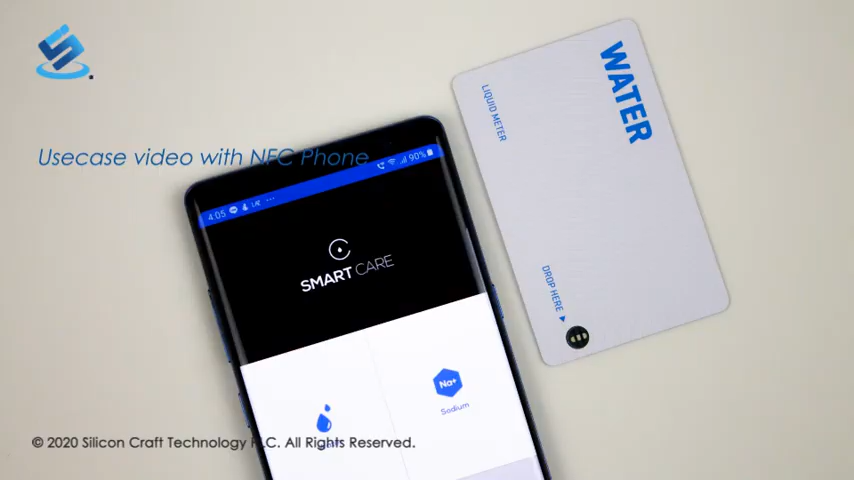 Usecase video with NFC Phone
WATER
LIQUID METER
4:05
90%
SMART CARE
DROP HERE
Na+
Sodium
© 2020 Silicon Craft Technology PLC. All Rights Reserved.